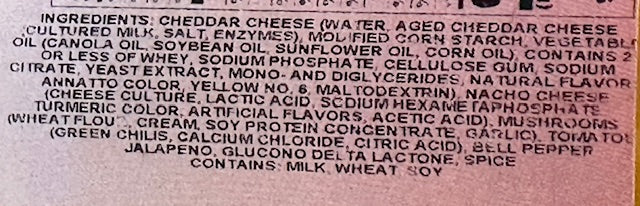 INGREDIENTS: CHEDDAR CHEESE (WATER, AGED CHEDDAR CHEESE
CULTURED MILK, SALT, ENZYMES), MODIFIED CORN STARCH, VEGETABL
OIL (CANOLA OIL, SOYBEAN OIL, SUNFLOWER OIL, CORN OIL), CONTAINS 2
OR LESS OF WHEY, SODIUM PHOSPHATE, CELLULOSE GUM, SODIUM
CITRATE, YEAST EXTRACT, MONO- AND DIGLYCERIDES, NATURAL FLAVOR
ANNATTO COLOR, YELLOW NO. 6, MALTODEXTRIN), NACHO CHEESE
(CHEESE CULTURE, LACTIC ACID, SODIUM HEXAMETAPHOSPHATE
TURMERIC COLOR, ARTIFICIAL FLAVORS, ACETIC ACID), MUSHROOMS
(WHEAT FLOU , CREAM, SOY PROTEIN CONCENTRATE, GARLIC), TOMATO
(GREEN CHILIS, CALCIUM CHLORIDE, CITRIC ACID), BELL PEPPER
JALAPENO, GLUCONO DELTA LACTONE, SPICE
CONTAINS: MILK, WHEAT, SOY